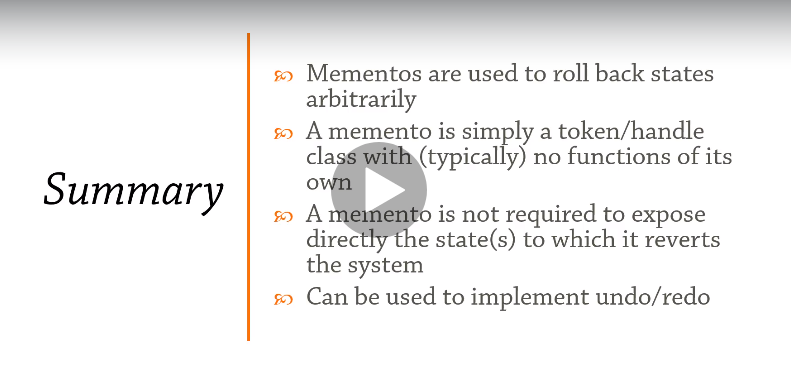 Summary
Mementos are used to roll back states
arbitrarily
A memento is simply a token/handle
class with (typically) no functions of its
own
A memento is not required to expose
directly the state(s) to which it reverts
the system
Can be used to implement undo/redo